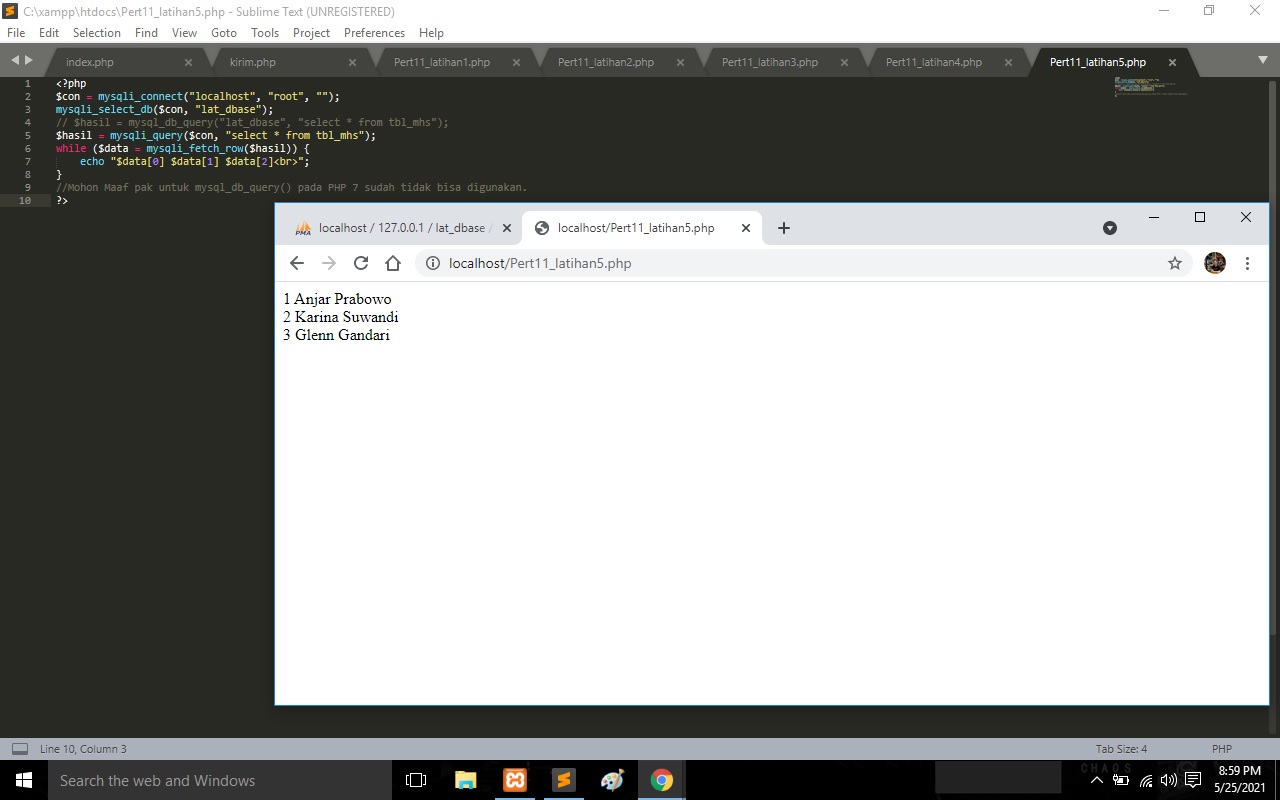 C:\xampp\htdocs\Pert11_latihan5.php - Sublime Text (UNREGISTERED)
File Edit Selection Find View Goto Tools Project Preferences Help
index.php kirim.php Pert11_latihan1.php Pert11_latihan2.php Pert11_latihan3.php Pert11_latihan4.php Pert11_latihan5.php
1 <?php
2 $con = mysqli_connect("localhost", "root", "");
3 mysqli_select_db($con, "lat_dbase");
4 // $hasil = mysql_db_query("lat_dbase", "select * from tbl_mhs");
5 $hasil = mysqli_query($con, "select * from tbl_mhs");
6 while ($data = mysqli_fetch_row($hasil)) {
7 echo "$data[0] $data[1] $data[2]<br>";
8 }
9 //Mohon Maaf pak untuk mysql_db_query() pada PHP 7 sudah tidak bisa digunakan.
10 ?>
PMA localhost / 127.0.0.1 / lat_dbase / localhost/Pert11_latihan5.php
localhost/Pert11_latihan5.php
1 Anjar Prabowo
2 Karina Suwandi
3 Glenn Gandari
Line 10, Column 3 Tab Size: 4 PHP
Search the web and Windows
CHAOS
8:59 PM
5/25/2021